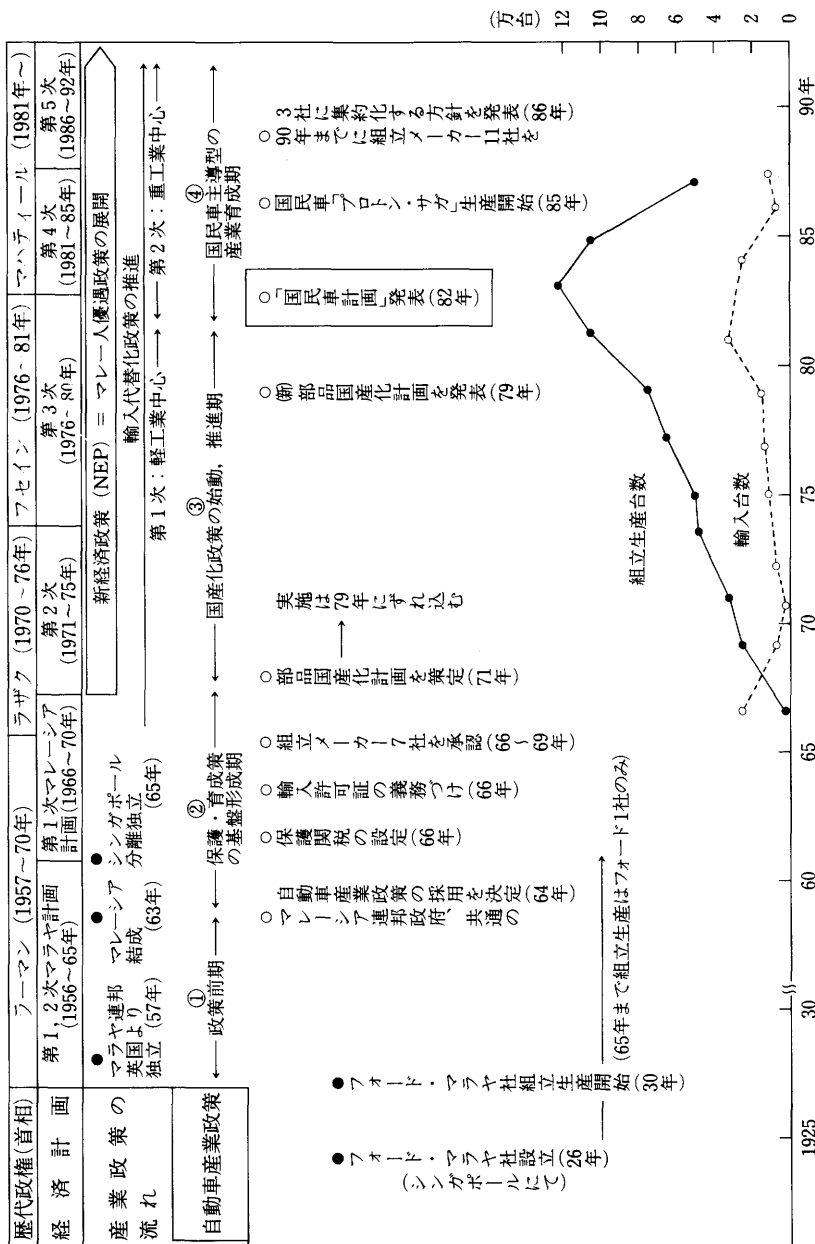 歴代政権(首相)
ラーマン (1957~70年)
ラザク (1970~76年)
フセイン (1976~81年)
マハティール (1981年~)
経済計画
第1, 2次マラヤ計画
(1956~65年)
第1次マレーシア
計画(1966~70年)
第2次
(1971~75年)
第3次
(1976~80年)
第4次
(1981~85年)
第5次
(1986~92年)
産業政策の
流れ
● マラヤ連邦
英国より
独立 (57年)
● マレーシア
結成
(63年)
● シンガポール
分離独立
(65年)
新経済政策 (NEP) = マレー人優遇政策の展開
輸入代替化政策の推進
第1次:軽工業中心
第2次:重工業中心
自動車産業政策
①
政策前期
②
保護・育成策
の基盤形成期
③
国産化政策の始動, 推進期
④
国民車主導型の
産業育成期
● フォード・マラヤ社設立(26年)
(シンガポールにて)
● フォード・マラヤ社組立生産開始(30年)
(65年まで組立生産はフォード1社のみ)
○ マレーシア連邦政府、共通の
自動車産業政策の採用を決定(64年)
○ 保護関税の設定(66年)
○ 輸入許可証の義務づけ(66年)
○ 組立メーカー7社を承認(66~69年)
○ 部品国産化計画を策定(71年)
実施は79年にずれ込む
○ ㊟部品国産化計画を発表(79年)
○ 「国民車計画」発表(82年)
○ 国民車「プロトン・サガ」生産開始(85年)
○ 90年までに組立メーカー11社を
3社に集約化する方針を発表(86年)
組立生産台数
輸入台数
(万台)
12
10
8
6
4
2
0
1925
30
60
65
70
75
80
85
90年